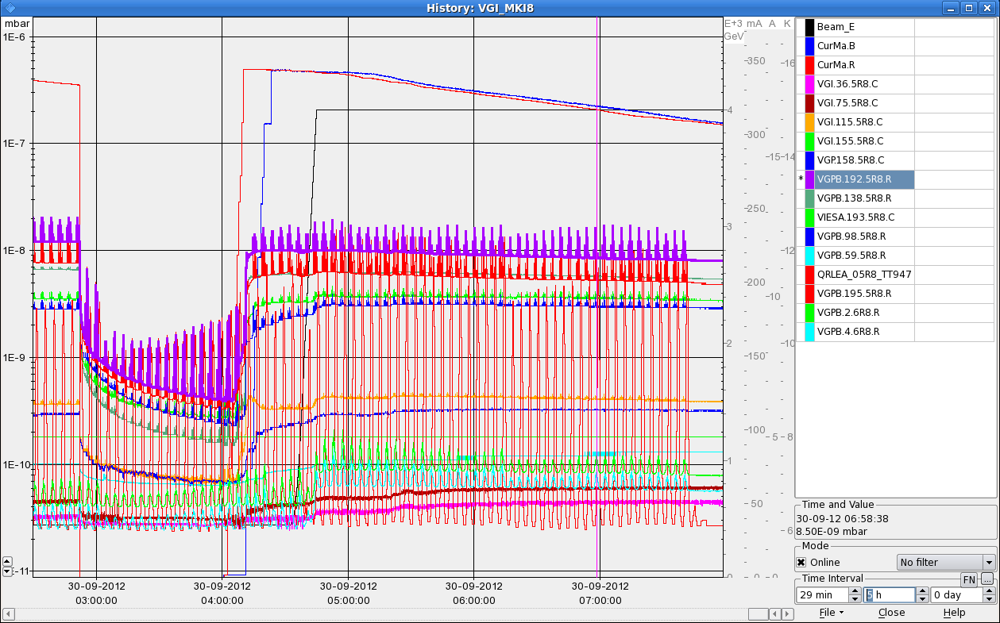 History: VGI_MKI8
mbar
1E-6
1E-7
1E-8
1E-9
1E-10
E-11
30-09-2012 30-09-2012 30-09-2012 30-09-2012 30-09-2012
03:00:00 04:00:00 05:00:00 06:00:00 07:00:00
E+3 mA A K
GeV
350 -16
4
300
-15 -14
250
3
-12
200
-10
2 -10
150
100 -5 -8
1
50
-6
0 -0 -0
Beam_E
CurMa.B
CurMa.R
VGI.36.5R8.C
VGI.75.5R8.C
VGI.115.5R8.C
VGI.155.5R8.C
VGP.158.5R8.C
* VGPB.192.5R8.R
VGPB.138.5R8.R
VIESA.193.5R8.C
VGPB.98.5R8.R
VGPB.59.5R8.R
QRLEA_05R8_TT947
VGPB.195.5R8.R
VGPB.2.6R8.R
VGPB.4.6R8.R
Time and Value
30-09-12 06:58:38
8.50E-09 mbar
Mode
Online No filter
Time Interval FN ...
29 min 5 h 0 day
File Close Help